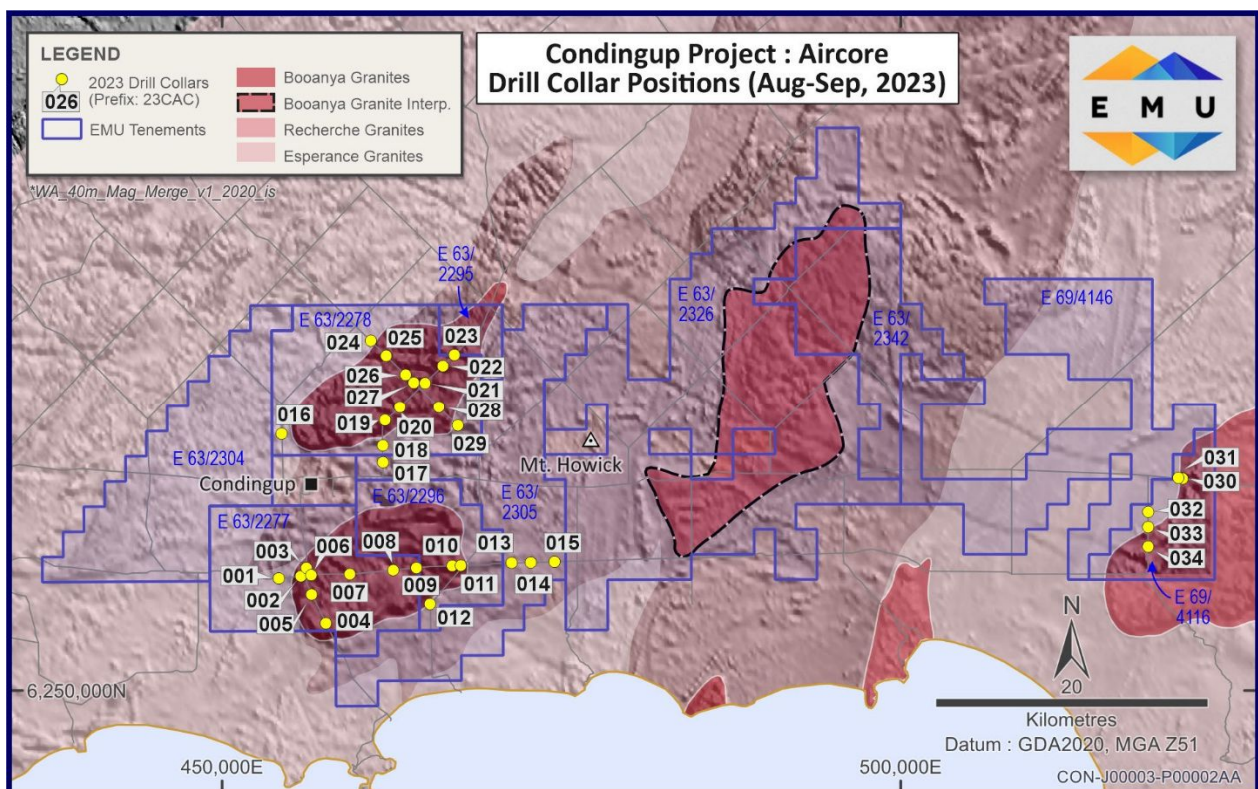 Condingup Project : Aircore
Drill Collar Positions (Aug-Sep, 2023)
LEGEND
2023 Drill Collars
(Prefix: 23CAC)
026
EMU Tenements
Booanya Granites
Booanya Granite Interp.
Recherche Granites
Esperance Granites
*WA_40m_Mag_Merge_v1_2020_is
E M U
E 63/
2295
E 63/2278
024
025
023
022
026
027
021
016
019
020
028
029
018
017
E 63/2304
Condingup
Mt. Howick
E 63/
2326
E 63/
2342
E 69/4146
E 63/2296
E 63/
2305
E 63/2277
003
006
008
010
013
015
001
002
007
009
011
014
005
004
012
031
030
032
033
034
E 69/
4116
N
6,250,000N
20
Kilometres
Datum : GDA2020, MGA Z51
450,000E
500,000E
CON-J00003-P00002AA